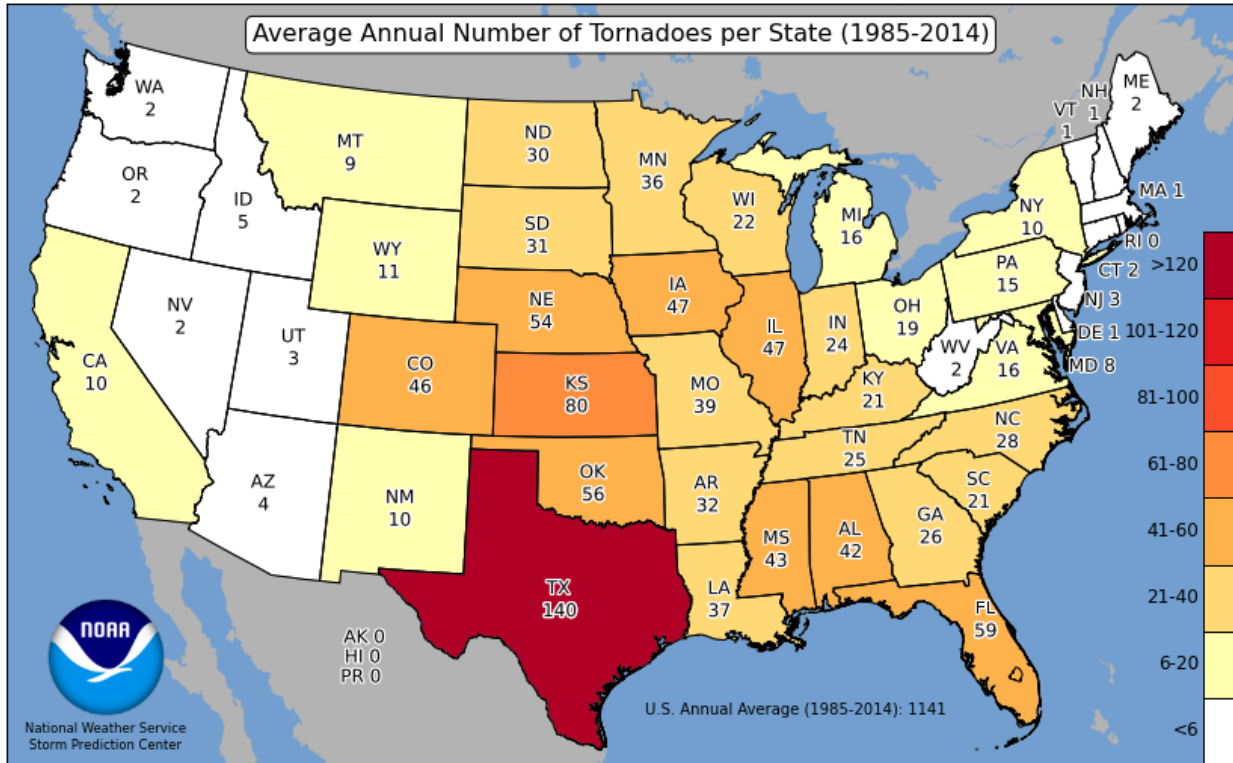 Average Annual Number of Tornadoes per State (1985-2014)
WA
2
OR
2
ID
5
MT
9
WY
11
ND
30
SD
31
MN
36
WI
22
MI
16
NY
10
VT
1
NH
1
ME
2
MA 1
RI 0
CT 2
PA
15
NJ 3
DE 1
MD 8
NE
54
IA
47
IL
47
IN
24
OH
19
WV
2
VA
16
NV
2
UT
3
CA
10
CO
46
KS
80
MO
39
KY
21
NC
28
TN
25
SC
21
AZ
4
NM
10
OK
56
AR
32
MS
43
AL
42
GA
26
TX
140
LA
37
FL
59
AK 0
HI 0
PR 0
>120
101-120
81-100
61-80
41-60
21-40
6-20
<6
NOAA
National Weather Service
Storm Prediction Center
U.S. Annual Average (1985-2014): 1141